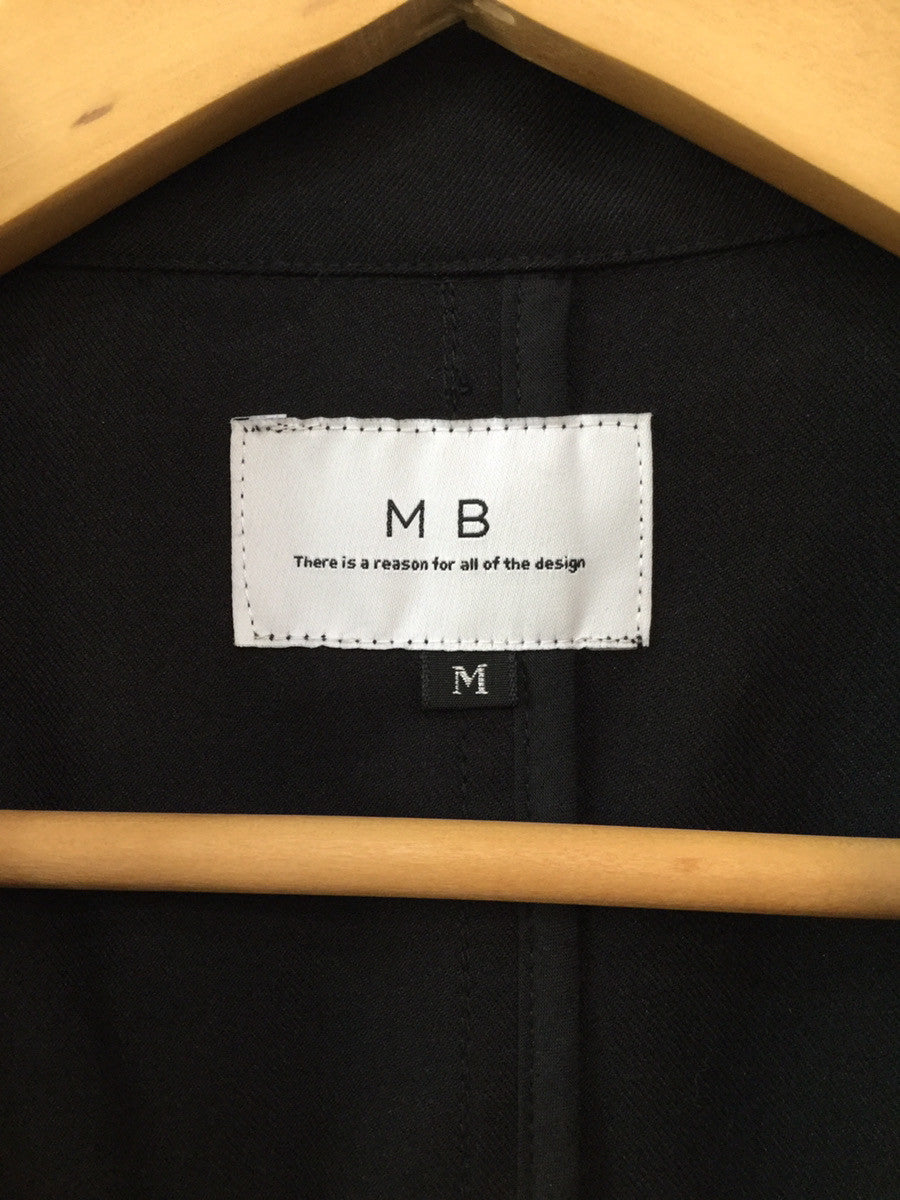 M B
There is a reason for all of the design
M